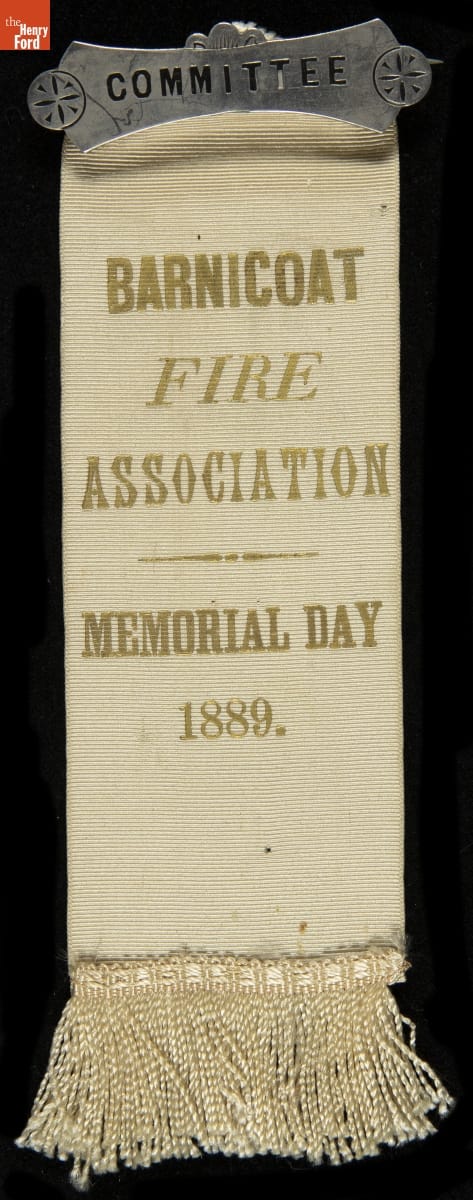 the
Henry
Ford
COMMITTEE
BARNICOAT
FIRE
ASSOCIATION
MEMORIAL DAY
1889.